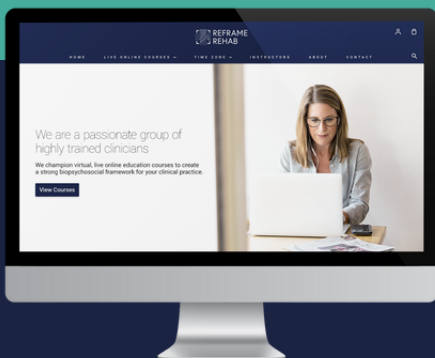 REFRAME
REHAB
HOME LIVE ONLINE COURSES TIME ZONE INSTRUCTORS ABOUT CONTACT
We are a passionate group of
highly trained clinicians
We champion virtual, live online education courses to create
a strong biopsychosocial framework for your clinical practice.
View Courses